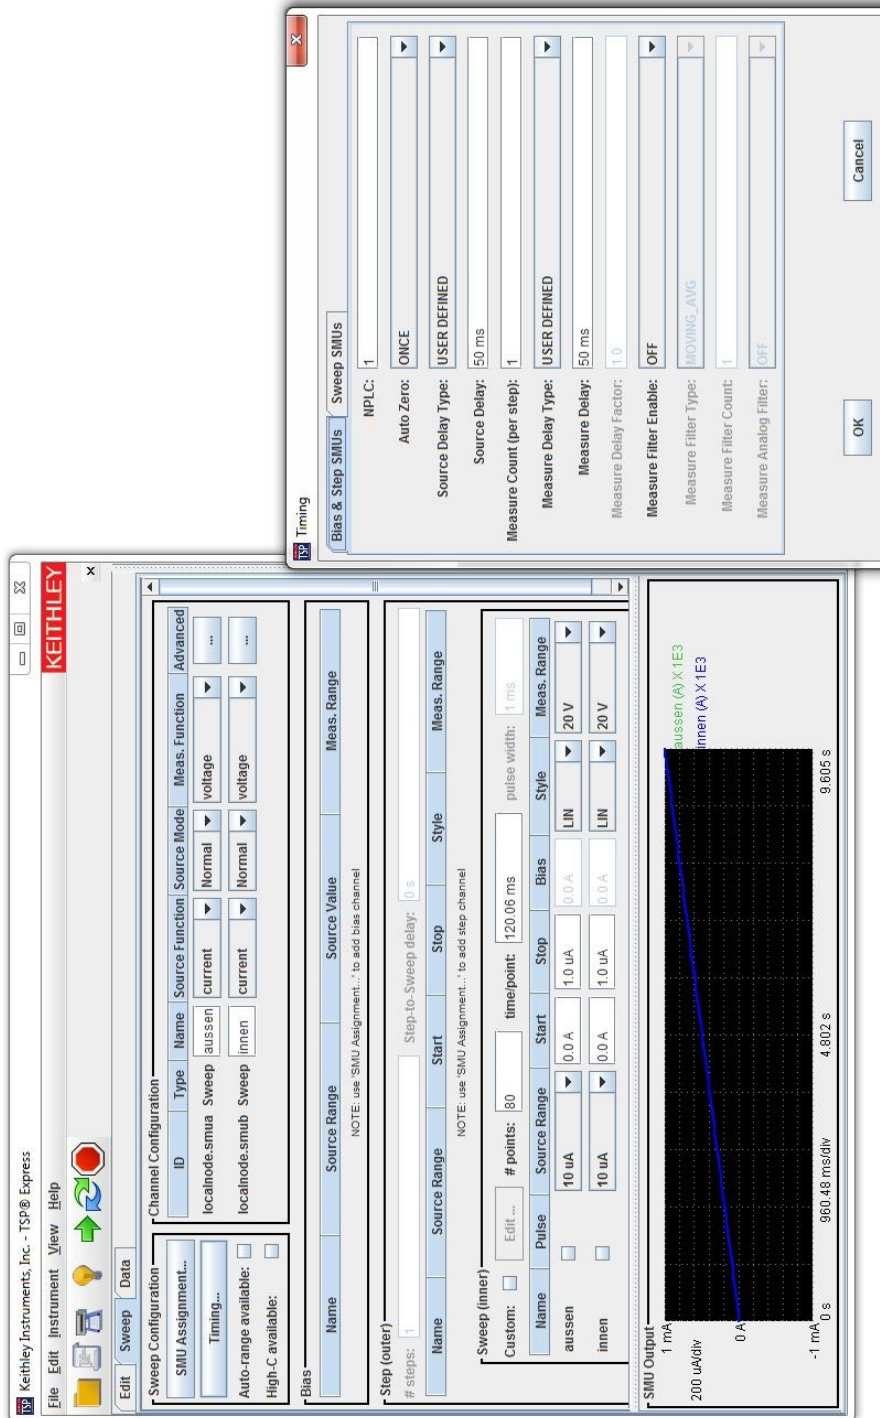 Keithley Instruments, Inc. - TSP® Express
File Edit Instrument View Help
KEITHLEY
Edit Sweep Data
Sweep Configuration
SMU Assignment...
Timing...
Auto-range available:
High-C available:
Channel Configuration
ID Type Name Source Function Source Mode Meas. Function Advanced
localnode.smua Sweep aussen current Normal voltage ...
localnode.smub Sweep innen current Normal voltage ...
Bias
Name Source Range Source Value Meas. Range
NOTE: use 'SMU Assignment...' to add bias channel
Step (outer)
# steps: 1 Step-to-Sweep delay: 0 s
Name Source Range Start Stop Style Meas. Range
NOTE: use 'SMU Assignment...' to add step channel
Sweep (inner)
Custom: Edit ... # points: 80 time/point: 120.06 ms pulse width: 1 ms
Name Pulse Source Range Start Stop Bias Style Meas. Range
aussen 10 uA 0.0 A 1.0 uA 0.0 A LIN 20 V
innen 10 uA 0.0 A 1.0 uA 0.0 A LIN 20 V
SMU Output
1 mA
200 uA/div
0 A
-1 mA
0 s 960.48 ms/div 4.802 s 9.605 s
aussen (A) X 1E3
innen (A) X 1E3
TSP Timing
Bias & Step SMUs Sweep SMUs
NPLC: 1
Auto Zero: ONCE
Source Delay Type: USER DEFINED
Source Delay: 50 ms
Measure Count (per step): 1
Measure Delay Type: USER DEFINED
Measure Delay: 50 ms
Measure Delay Factor: 1.0
Measure Filter Enable: OFF
Measure Filter Type: MOVING_AVG
Measure Filter Count: 1
Measure Analog Filter: OFF
OK Cancel